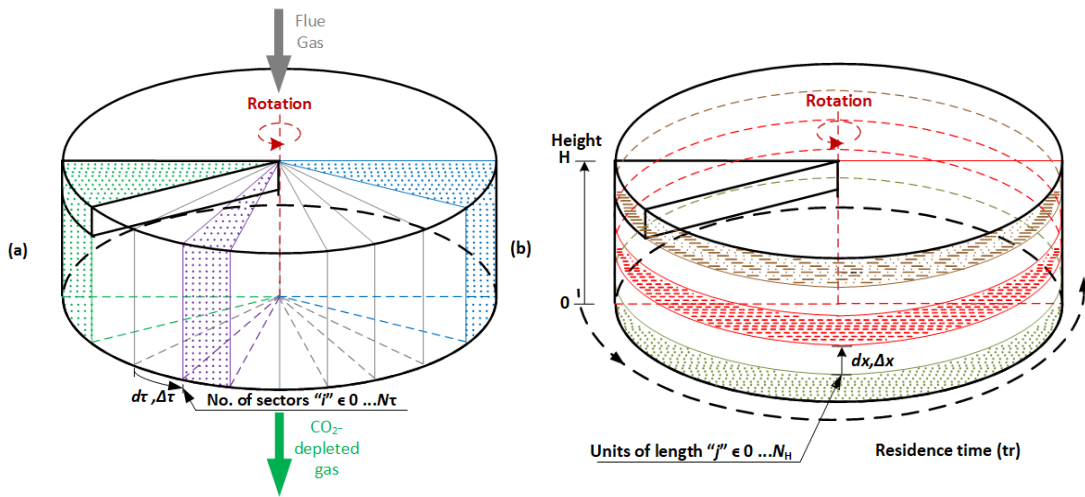 Flue
Gas
Rotation
(a)
dτ ,Δτ
No. of sectors “i” ϵ 0 ...Nτ
CO₂-
depleted
gas
Rotation
Height
H
(b)
0
dx,Δx
Units of length “j” ϵ 0 ...N_H
Residence time (tr)